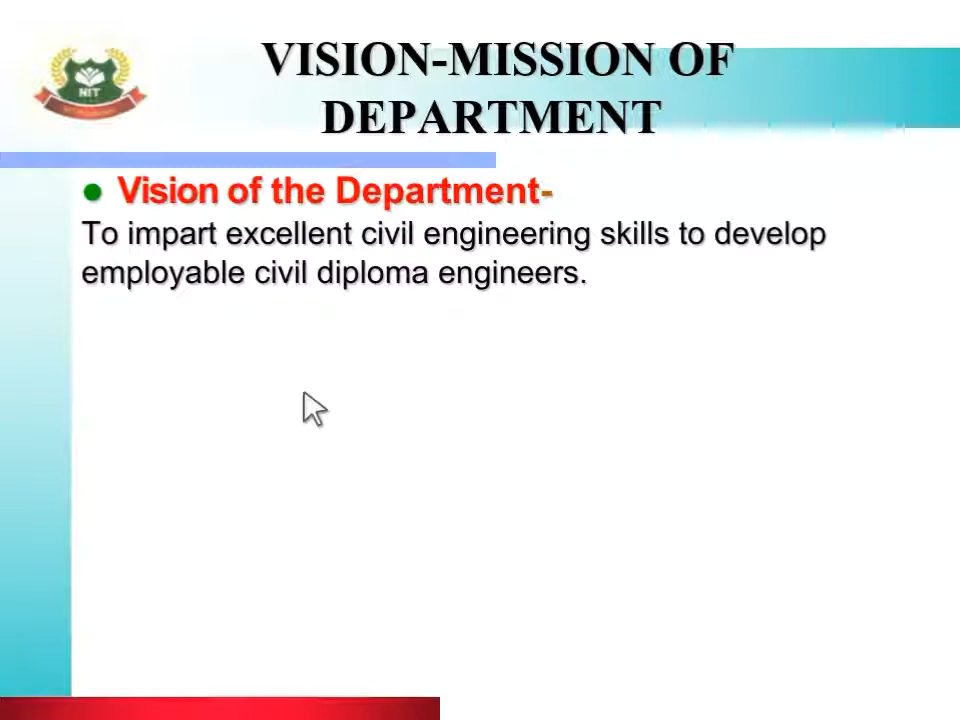 VISION-MISSION OF
DEPARTMENT
NIT
Vision of the Department-
To impart excellent civil engineering skills to develop
employable civil diploma engineers.